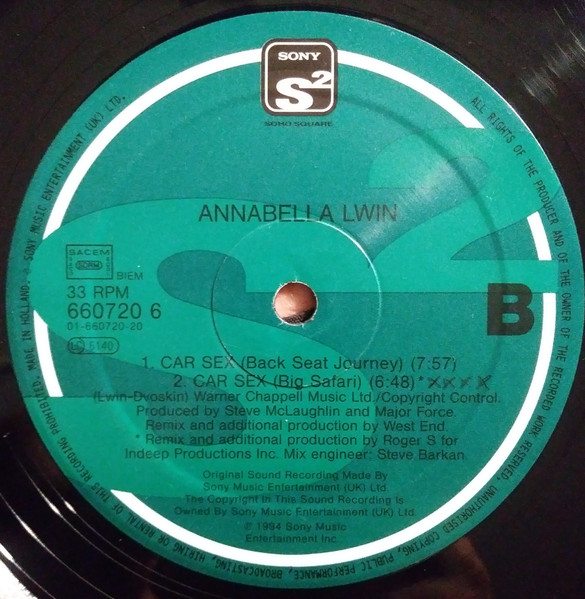 SONY
S2
SOHO SQUARE
ANNABELLA LWIN
SACEM
BIEM
33 RPM
660720 6
01-660720-20
LC 6140
B
1. CAR SEX (Back Seat Journey) (7:57)
2. CAR SEX (Big Safari) (6:48)* XXXX
(Lwin-Dvoskin) Warner Chappell Music Ltd./Copyright Control.
Produced by Steve McLaughlin and Major Force.
Remix and additional production by West End.
* Remix and additional production by Roger S for
Indeep Productions Inc. Mix engineer: Steve Barkan.
Original Sound Recording Made By
Sony Music Entertainment (UK) Ltd
The Copyright in This Sound Recording is
Owned By Sony Music Entertainment (UK) Ltd
℗ 1994 Sony Music
Entertainment Inc.
ALL RIGHTS OF THE PRODUCER AND OF THE OWNER OF THE RECORDED WORK RESERVED. UNAUTHORISED COPYING, PUBLIC PERFORMANCE, BROADCASTING, HIRING OR RENTAL OF THIS RECORDING PROHIBITED. MADE IN HOLLAND. SONY MUSIC ENTERTAINMENT (UK) LTD.